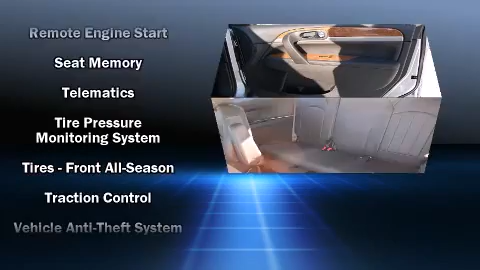 Remote Engine Start
Seat Memory
Telematics
Tire Pressure
Monitoring System
Tires - Front All-Season
Traction Control
Vehicle Anti-Theft System